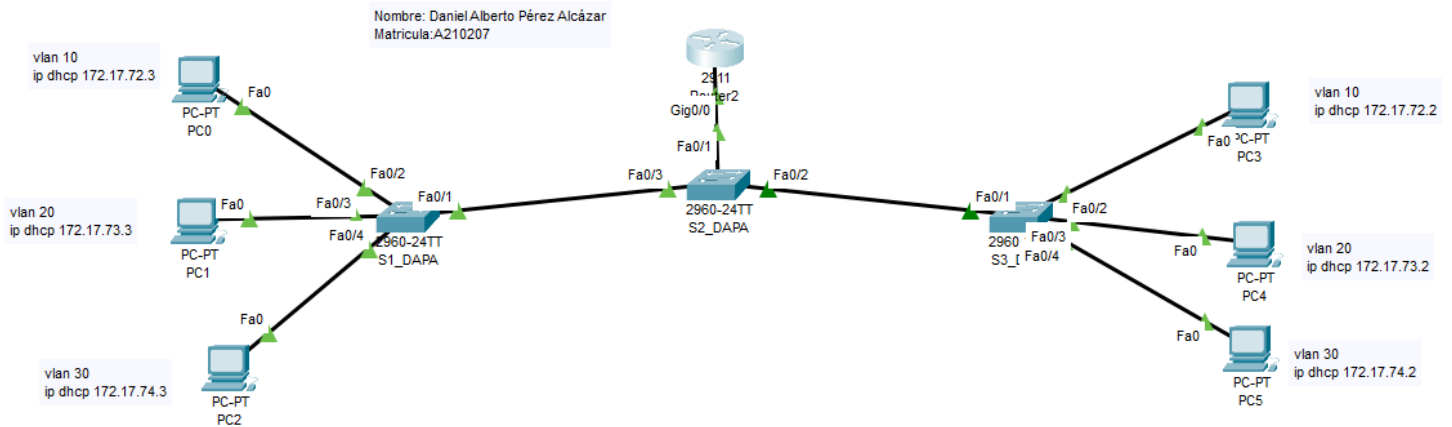 Nombre: Daniel Alberto Pérez Alcázar
Matricula:A210207
vlan 10
ip dhcp 172.17.72.3
Fa0
PC-PT
PC0
Fa0/2
vlan 20
ip dhcp 172.17.73.3
Fa0
PC-PT
PC1
Fa0/3
Fa0/4
Fa0/1
2960-24TT
S1_DAPA
vlan 30
ip dhcp 172.17.74.3
Fa0
PC-PT
PC2
2911
Router2
Gig0/0
Fa0/1
Fa0/3
Fa0/2
2960-24TT
S2_DAPA
Fa0/1
Fa0/2
Fa0/3
Fa0/4
2960
vlan 10
ip dhcp 172.17.72.2
Fa0
PC-PT
PC3
vlan 20
ip dhcp 172.17.73.2
Fa0
PC-PT
PC4
vlan 30
ip dhcp 172.17.74.2
Fa0
PC-PT
PC5